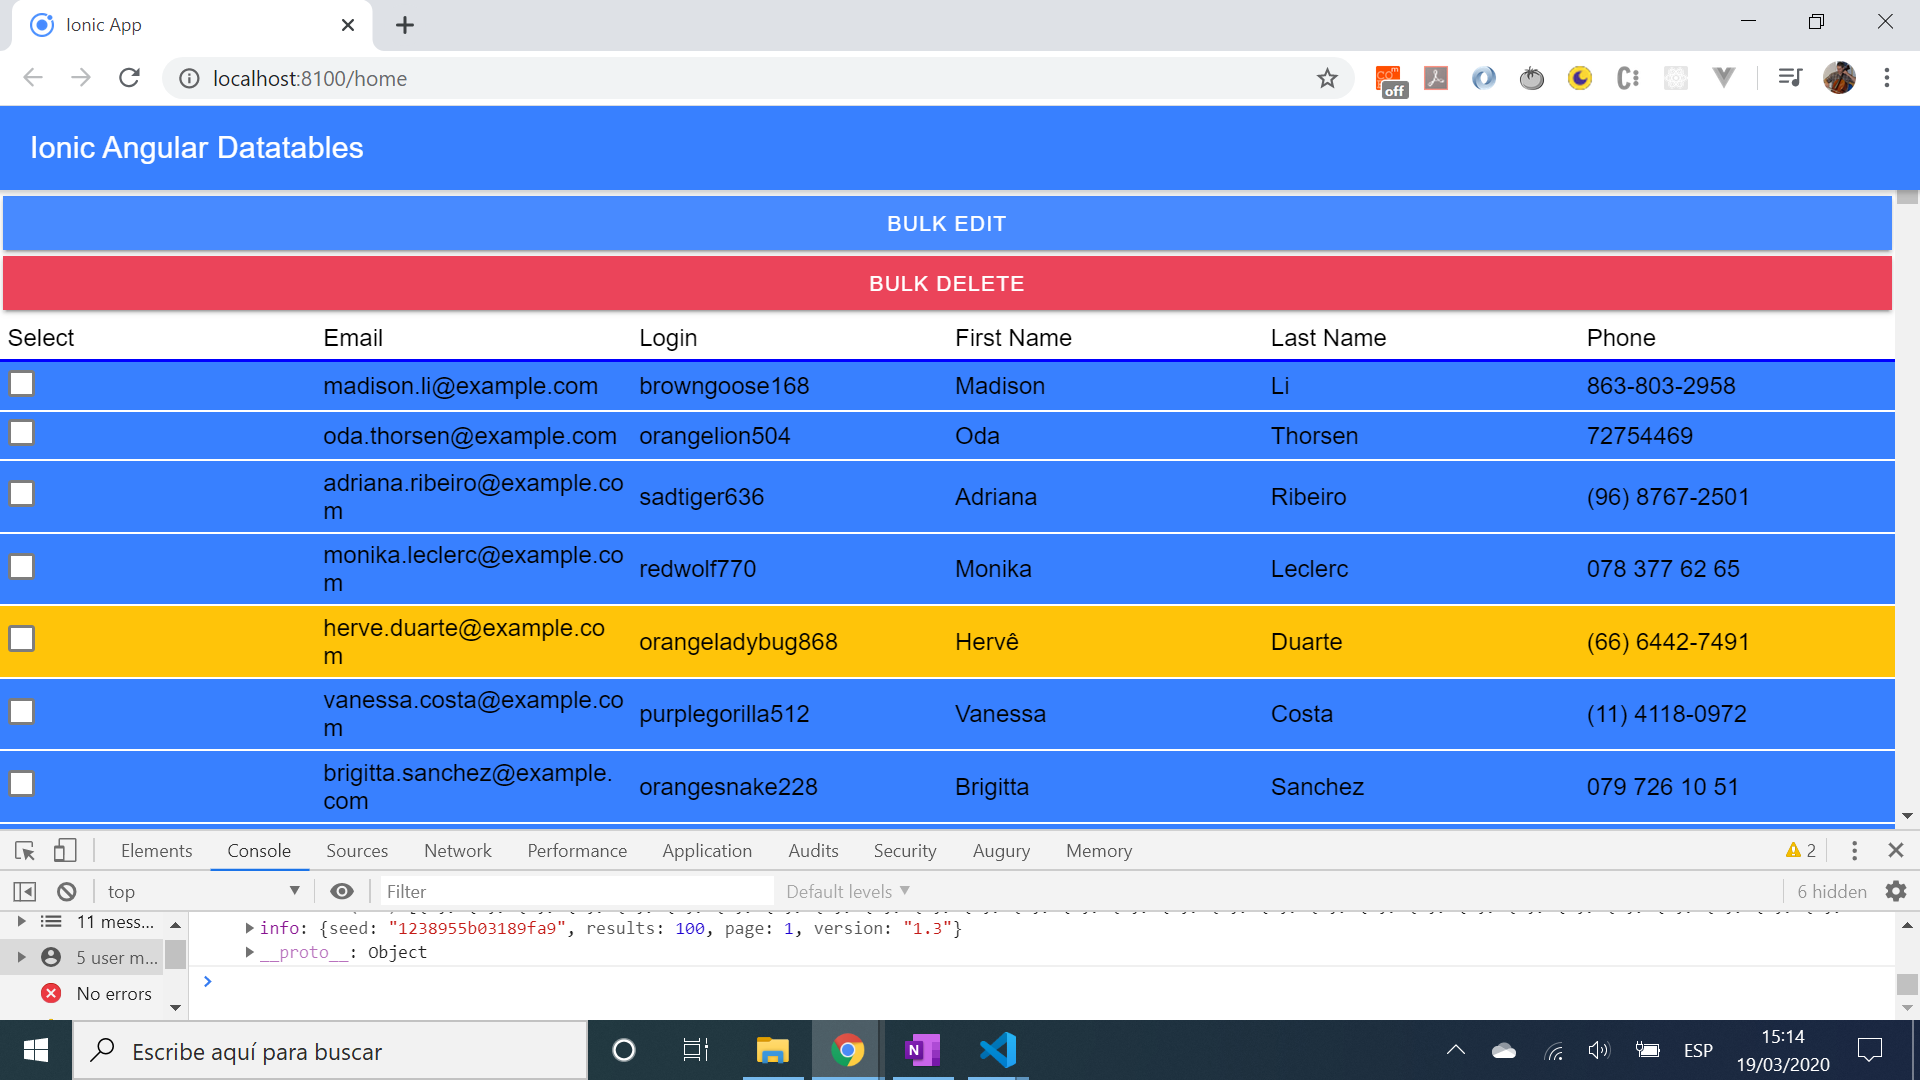 Ionic App
localhost:8100/home
off
Ionic Angular Datatables
BULK EDIT
BULK DELETE
Select Email Login First Name Last Name Phone
madison.li@example.com browngoose168 Madison Li 863-803-2958
oda.thorsen@example.com orangelion504 Oda Thorsen 72754469
adriana.ribeiro@example.co
m sadtiger636 Adriana Ribeiro (96) 8767-2501
monika.leclerc@example.co
m redwolf770 Monika Leclerc 078 377 62 65
herve.duarte@example.co
m orangeladybug868 Hervê Duarte (66) 6442-7491
vanessa.costa@example.co
m purplegorilla512 Vanessa Costa (11) 4118-0972
brigitta.sanchez@example.
com orangesnake228 Brigitta Sanchez 079 726 10 51
Elements Console Sources Network Performance Application Audits Security Augury Memory 2
top Filter Default levels 6 hidden
11 mess...
5 user m...
No errors
info: {seed: "1238955b03189fa9", results: 100, page: 1, version: "1.3"}
__proto__: Object
Escribe aquí para buscar
ESP
15:14
19/03/2020